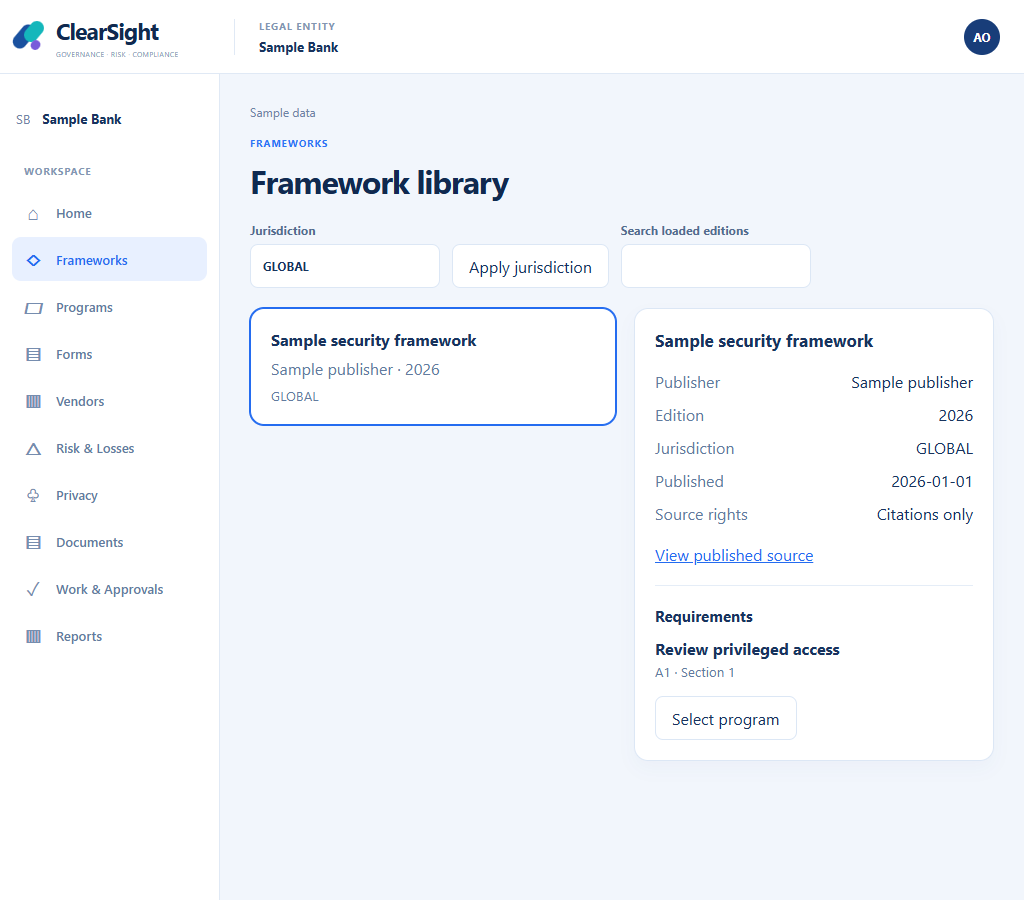 ClearSight
GOVERNANCE · RISK · COMPLIANCE
LEGAL ENTITY
Sample Bank
AO
SB Sample Bank
WORKSPACE
Home
Frameworks
Programs
Forms
Vendors
Risk & Losses
Privacy
Documents
Work & Approvals
Reports
Sample data
FRAMEWORKS
Framework library
Jurisdiction
GLOBAL
Apply jurisdiction
Search loaded editions
Sample security framework
Sample publisher · 2026
GLOBAL
Sample security framework
Publisher Sample publisher
Edition 2026
Jurisdiction GLOBAL
Published 2026-01-01
Source rights Citations only
View published source
Requirements
Review privileged access
A1 · Section 1
Select program